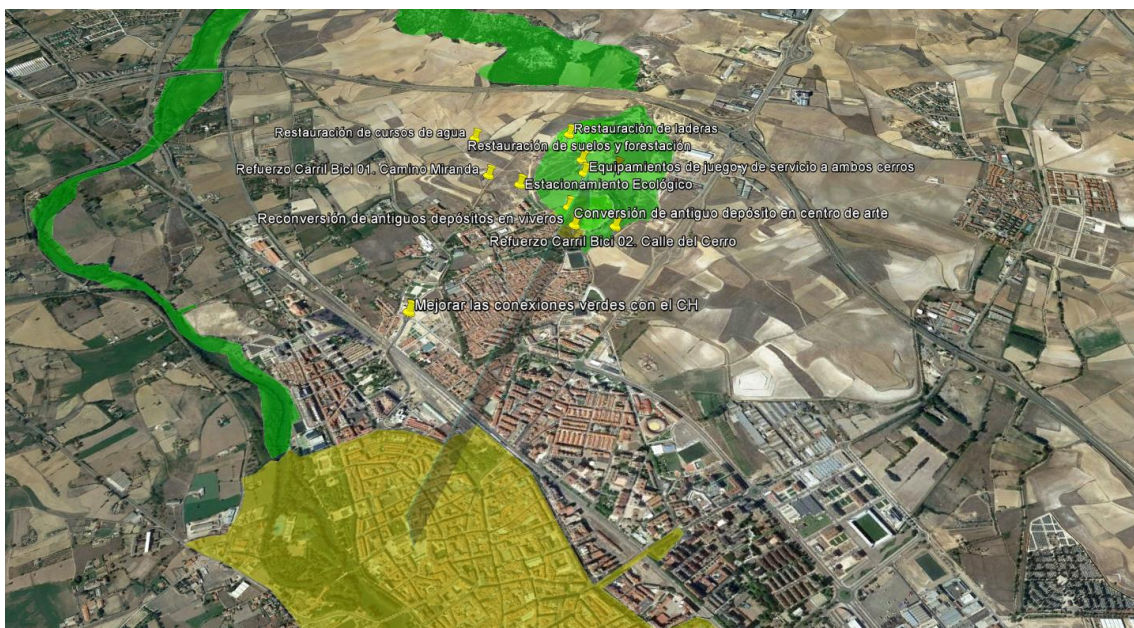 Restauración de laderas
Restauración de cursos de agua
Restauración de suelos y forestación
Equipamientos de juego y de servicio a ambos cerros
Refuerzo Carril Bici 01. Camino Miranda
Estacionamiento Ecológico
Conversión de antiguo depósito en centro de arte
Reconversión de antiguos depósitos en viveros
Refuerzo Carril Bici 02. Calle del Cerro
Mejorar las conexiones verdes con el CH